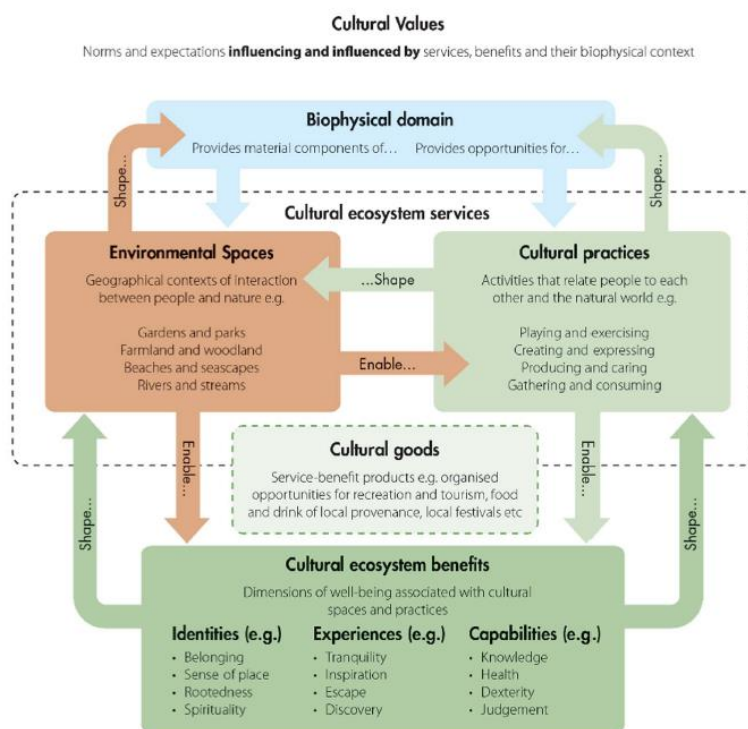 Cultural Values
Norms and expectations influencing and influenced by services, benefits and their biophysical context
Biophysical domain
Provides material components of... Provides opportunities for...
Shape...
Shape...
Cultural ecosystem services
Environmental Spaces
Geographical contexts of interaction
between people and nature e.g.
Gardens and parks
Farmland and woodland
Beaches and seascapes
Rivers and streams
...Shape
Enable...
Cultural practices
Activities that relate people to each
other and the natural world e.g.
Playing and exercising
Creating and expressing
Producing and caring
Gathering and consuming
Shape...
Enable...
Cultural goods
Service-benefit products e.g. organised
opportunities for recreation and tourism, food
and drink of local provenance, local festivals etc
Enable...
Shape...
Cultural ecosystem benefits
Dimensions of well-being associated with cultural
spaces and practices
Identities (e.g.)
• Belonging
• Sense of place
• Rootedness
• Spirituality
Experiences (e.g.)
• Tranquility
• Inspiration
• Escape
• Discovery
Capabilities (e.g.)
• Knowledge
• Health
• Dexterity
• Judgement